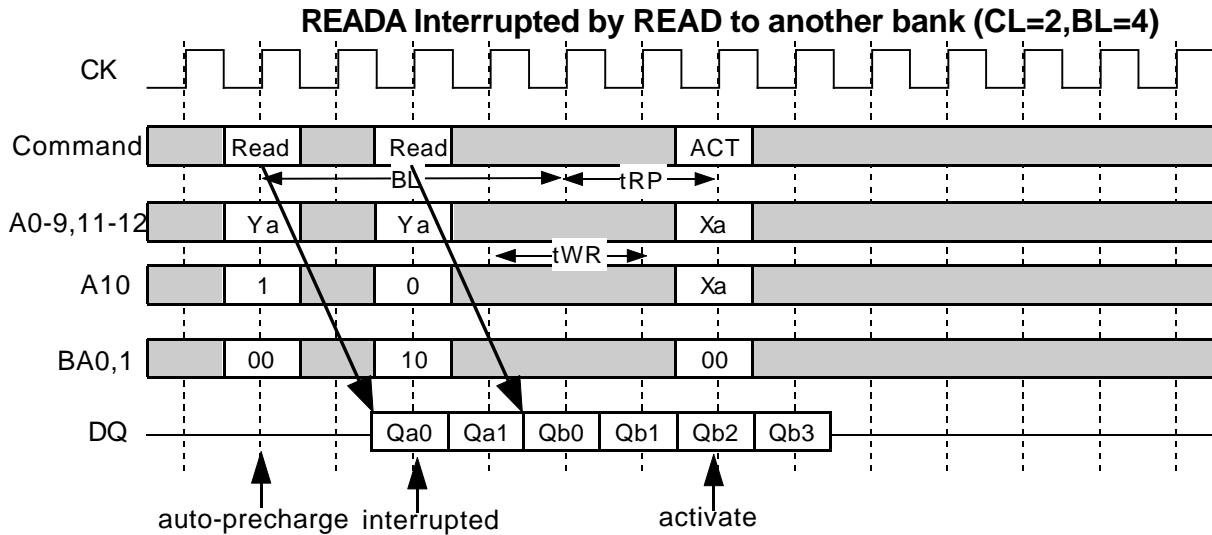 READA Interrupted by READ to another bank (CL=2,BL=4)
CK
Command Read Read ACT
BL tRP
A0-9,11-12 Ya Ya Xa
tWR
A10 1 0 Xa
BA0,1 00 10 00
DQ Qa0 Qa1 Qb0 Qb1 Qb2 Qb3
auto-precharge interrupted activate